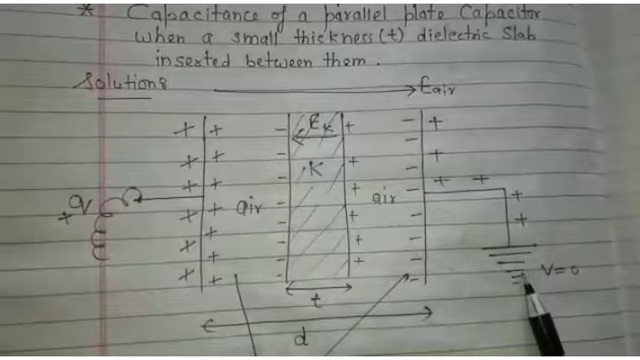 * Capacitance of a parallel plate Capacitor
when a small thickness (t) dielectric Slab
inserted between them.
Solution:
Eair
Ek
K
q
+
air
air
t
V=0
d